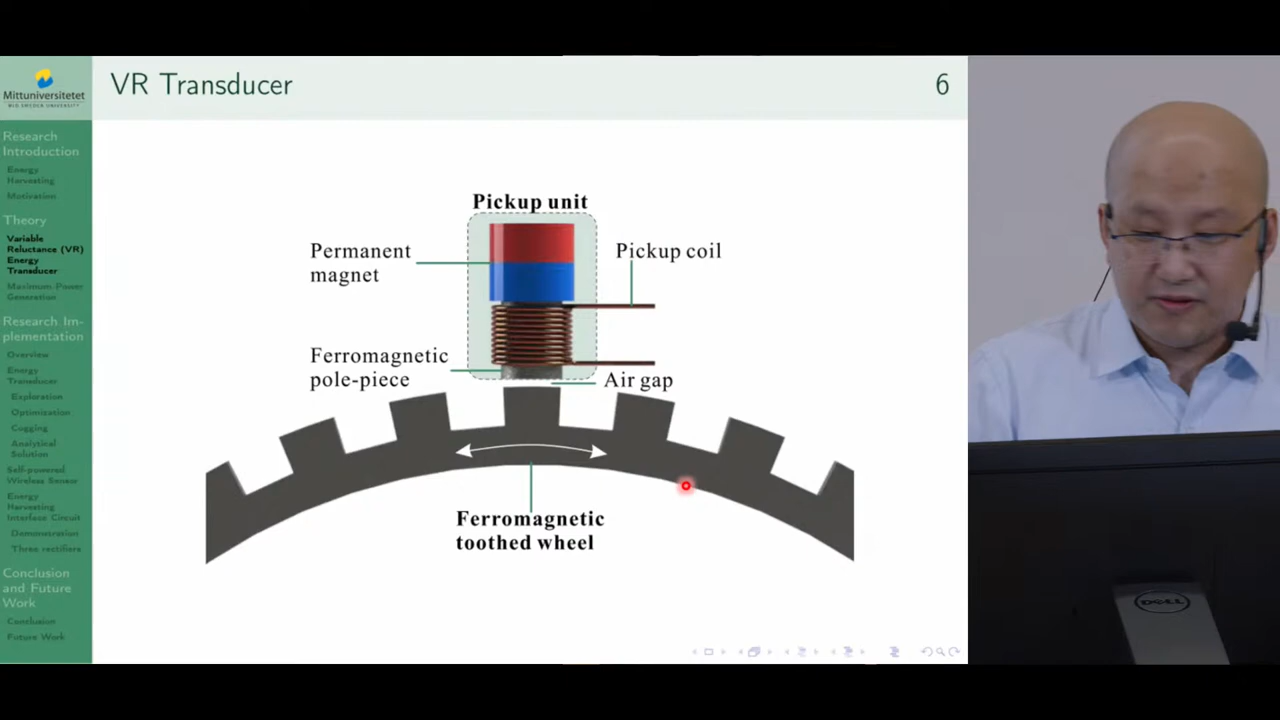 VR Transducer
6
Mittuniversitetet
MID SWEDEN UNIVERSITY
Research
Introduction
Energy
Harvesting
Motivation
Theory
Variable
Reluctance (VR)
Energy
Transducer
Maximum Power
Generation
Research Im-
plementation
Overview
Energy
Transducer
Exploration
Optimization
Cogging
Analytical
Solution
Self-powered
Wireless Sensor
Energy
Harvesting
Interface Circuit
Demonstration
Three rectifiers
Conclusion
and Future
Work
Conclusion
Future Work
Pickup unit
Permanent
magnet
Pickup coil
Ferromagnetic
pole-piece
Air gap
Ferromagnetic
toothed wheel
DELL